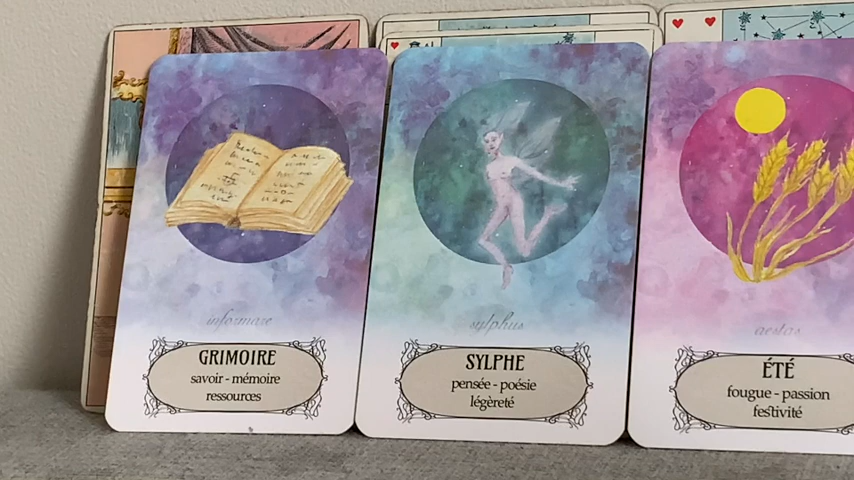 informare
GRIMOIRE
savoir - mémoire
ressources
sylphus
SYLPHE
pensée - poésie
légèreté
aestas
ÉTÉ
fougue - passion
festivité